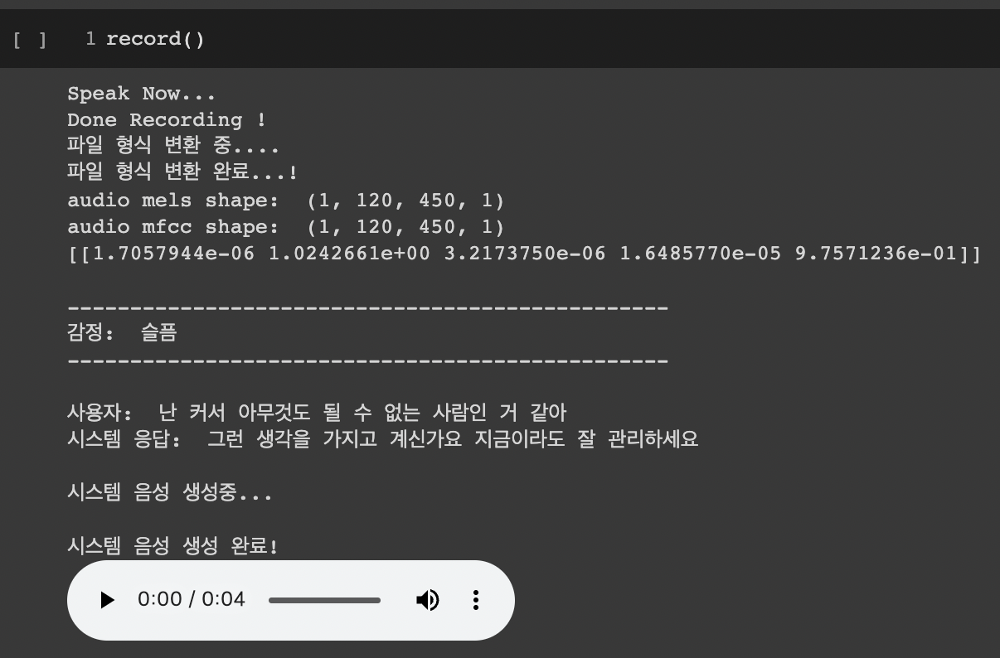 [ ] 1 record()
Speak Now...
Done Recording !
파일 형식 변환 중....
파일 형식 변환 완료...!
audio mels shape:  (1, 120, 450, 1)
audio mfcc shape:  (1, 120, 450, 1)
[[1.7057944e-06 1.0242661e+00 3.2173750e-06 1.6485770e-05 9.7571236e-01]]
------------------------------------------------
감정:  슬픔
------------------------------------------------
사용자:  난 커서 아무것도 될 수 없는 사람인 거 같아
시스템 응답:  그런 생각을 가지고 계신가요 지금이라도 잘 관리하세요
시스템 음성 생성중...
시스템 음성 생성 완료!
0:00 / 0:04